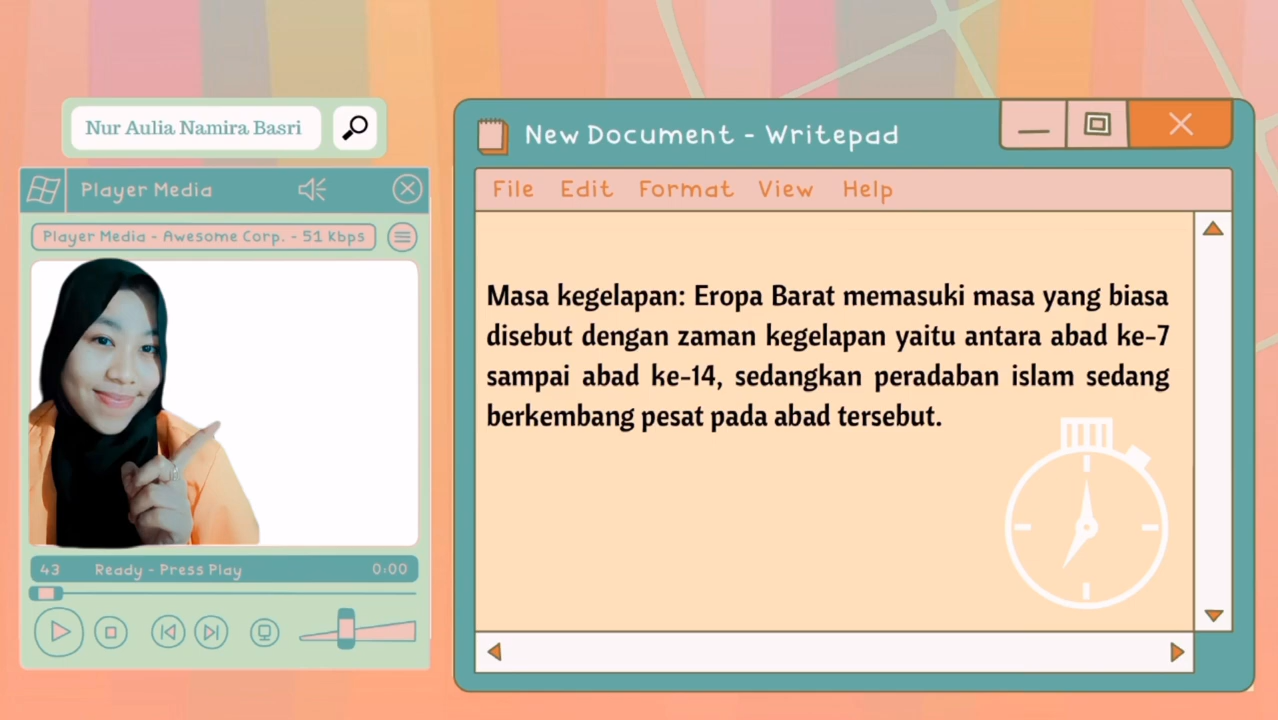 Nur Aulia Namira Basri
Player Media
Player Media - Awesome Corp. - 51 Kbps
43 Ready - Press Play 0:00
New Document - Writepad
File Edit Format View Help
Masa kegelapan: Eropa Barat memasuki masa yang biasa
disebut dengan zaman kegelapan yaitu antara abad ke-7
sampai abad ke-14, sedangkan peradaban islam sedang
berkembang pesat pada abad tersebut.